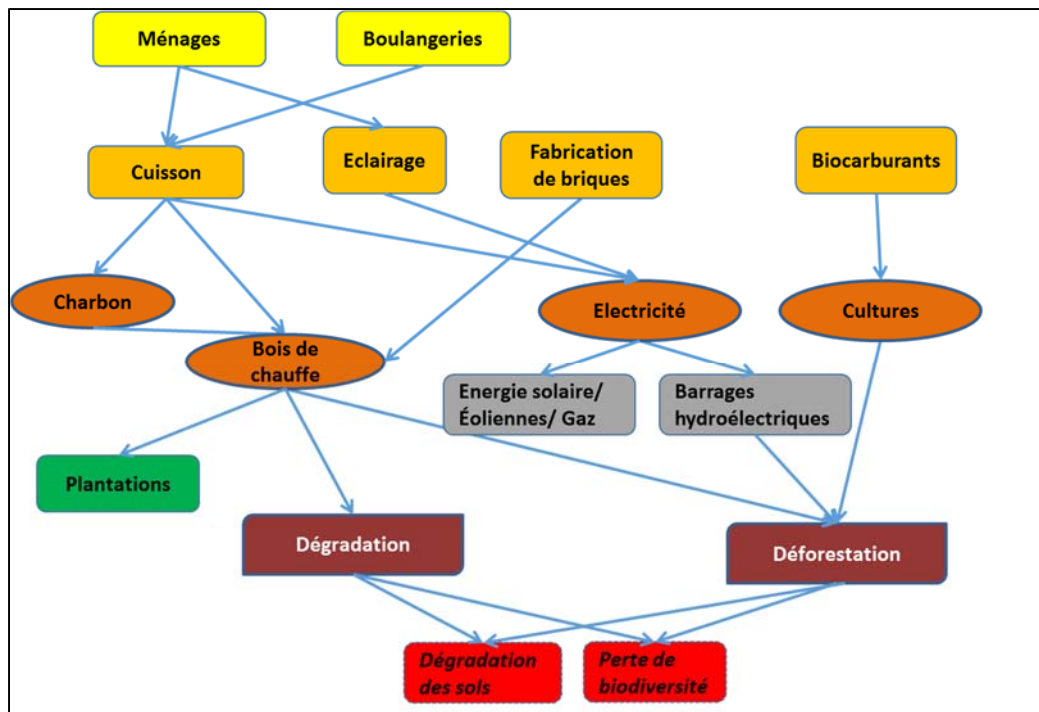 Ménages
Boulangeries
Cuisson
Eclairage
Fabrication
de briques
Biocarburants
Charbon
Bois de
chauffe
Electricité
Cultures
Energie solaire/
Éoliennes/ Gaz
Barrages
hydroélectriques
Plantations
Dégradation
Déforestation
Dégradation
des sols
Perte de
biodiversité